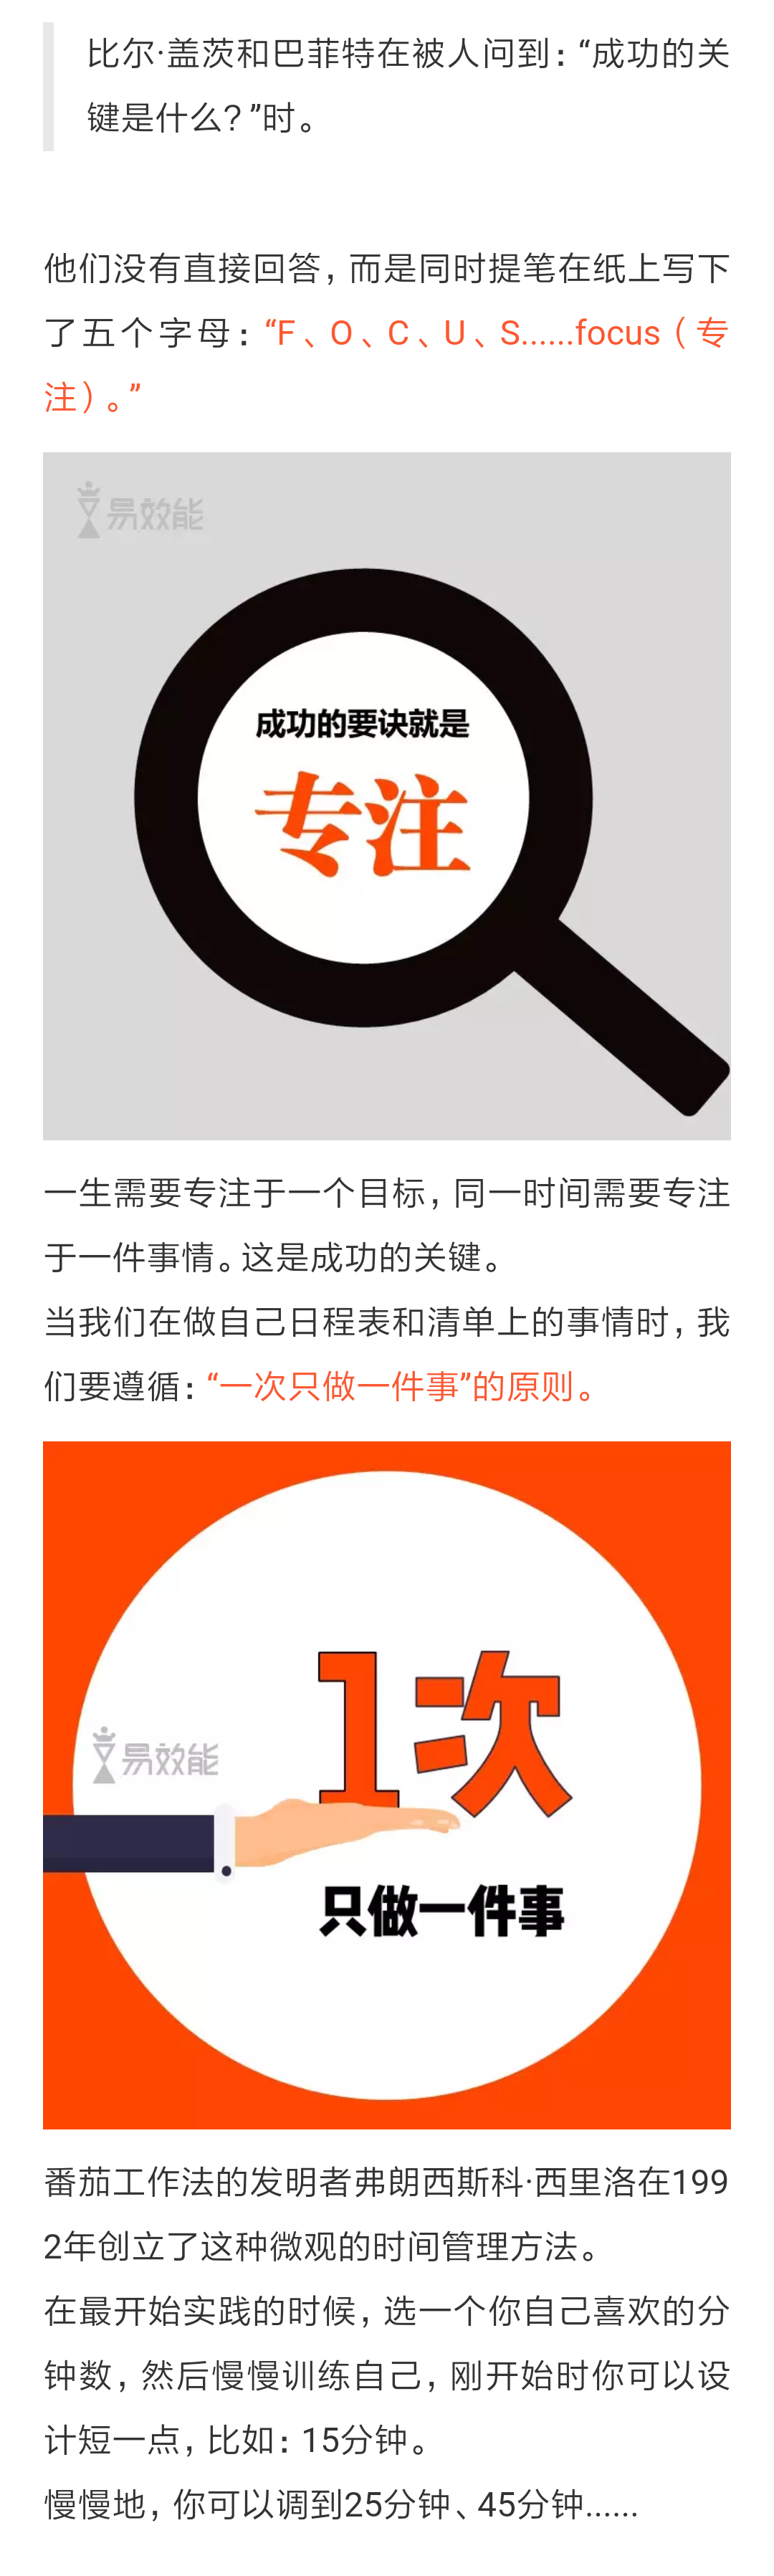 比尔·盖茨和巴菲特在被人问到：“成功的关
键是什么？”时。
他们没有直接回答，而是同时提笔在纸上写下
了五个字母：“F、O、C、U、S......focus（专
注）。”
易效能
成功的要诀就是
专注
一生需要专注于一个目标，同一时间需要专注
于一件事情。这是成功的关键。
当我们在做自己日程表和清单上的事情时，我
们要遵循：“一次只做一件事”的原则。
1次
易效能
只做一件事
番茄工作法的发明者弗朗西斯科·西里洛在199
2年创立了这种微观的时间管理方法。
在最开始实践的时候，选一个你自己喜欢的分
钟数，然后慢慢训练自己，刚开始时你可以设
计短一点，比如：15分钟。
慢慢地，你可以调到25分钟、45分钟......